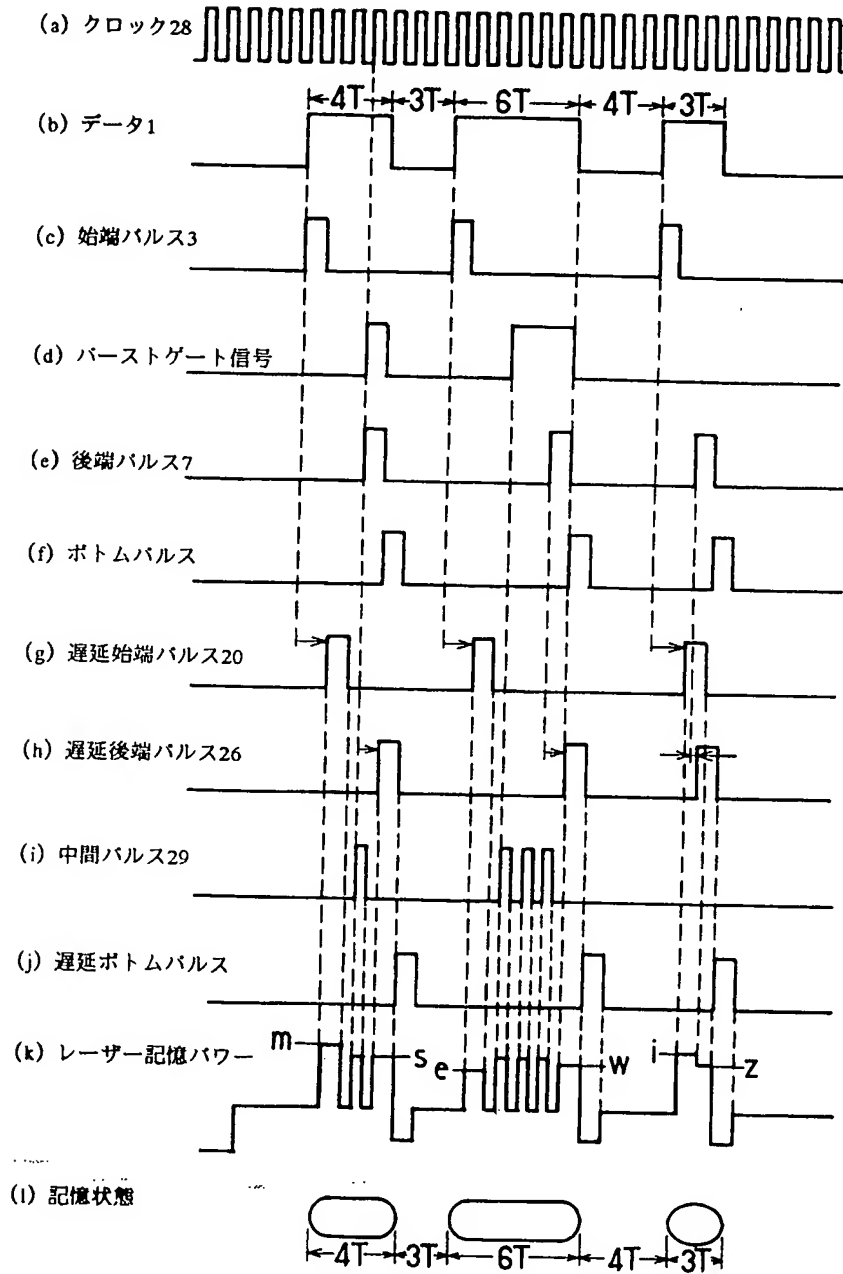 (a) クロック28
4T 3T 6T 4T 3T
(b) データ1
(c) 始端パルス3
(d) バーストゲート信号
(e) 後端パルス7
(f) ボトムパルス
(g) 遅延始端パルス20
(h) 遅延後端パルス26
(i) 中間パルス29
(j) 遅延ボトムパルス
(k) レーザー記憶パワー
m s e w i z
(l) 記憶状態
4T 3T 6T 4T 3T